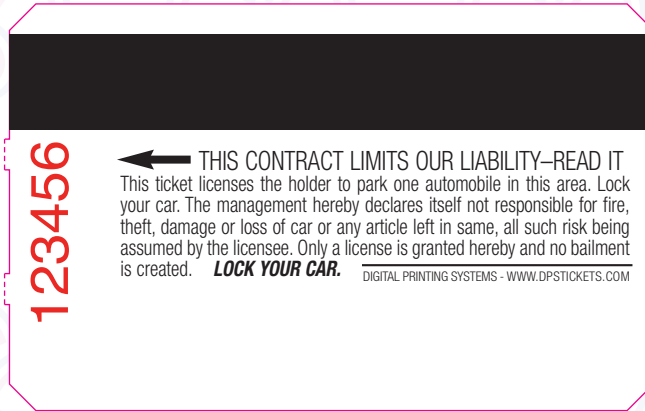 123456
THIS CONTRACT LIMITS OUR LIABILITY–READ IT
This ticket licenses the holder to park one automobile in this area. Lock
your car. The management hereby declares itself not responsible for fire,
theft, damage or loss of car or any article left in same, all such risk being
assumed by the licensee. Only a license is granted hereby and no bailment
is created. LOCK YOUR CAR. DIGITAL PRINTING SYSTEMS - WWW.DPSTICKETS.COM